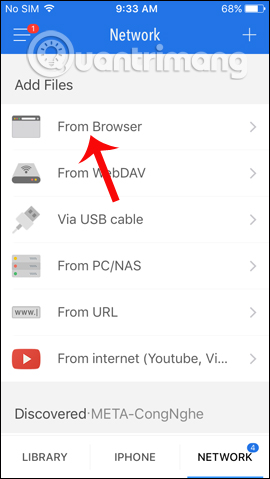 No SIM 9:33 AM 68%
1 Network +
Quantrimang
Add Files
From Browser
From WebDAV
Via USB cable
From PC/NAS
www.| From URL
From internet (Youtube, Vi...
Discovered·META-CongNghe
LIBRARY IPHONE NETWORK 4